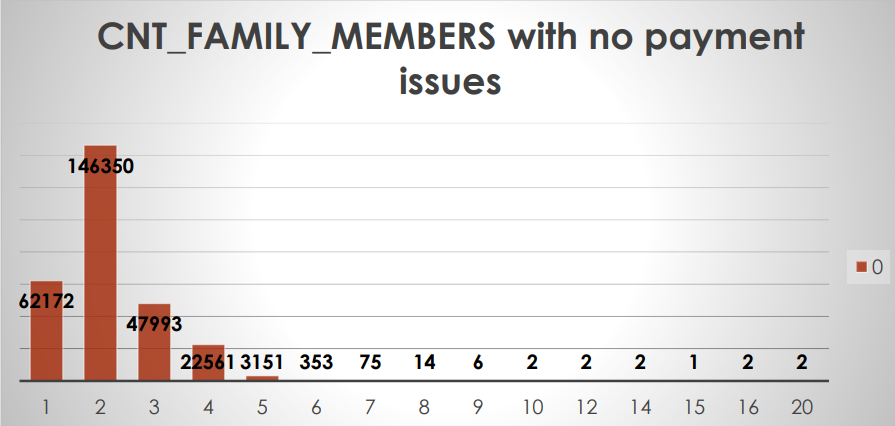 CNT_FAMILY_MEMBERS with no payment
issues
146350
62172
47993
22561 3151 353 75 14 6 2 2 2 1 2 2
0
1 2 3 4 5 6 7 8 9 10 12 14 15 16 20